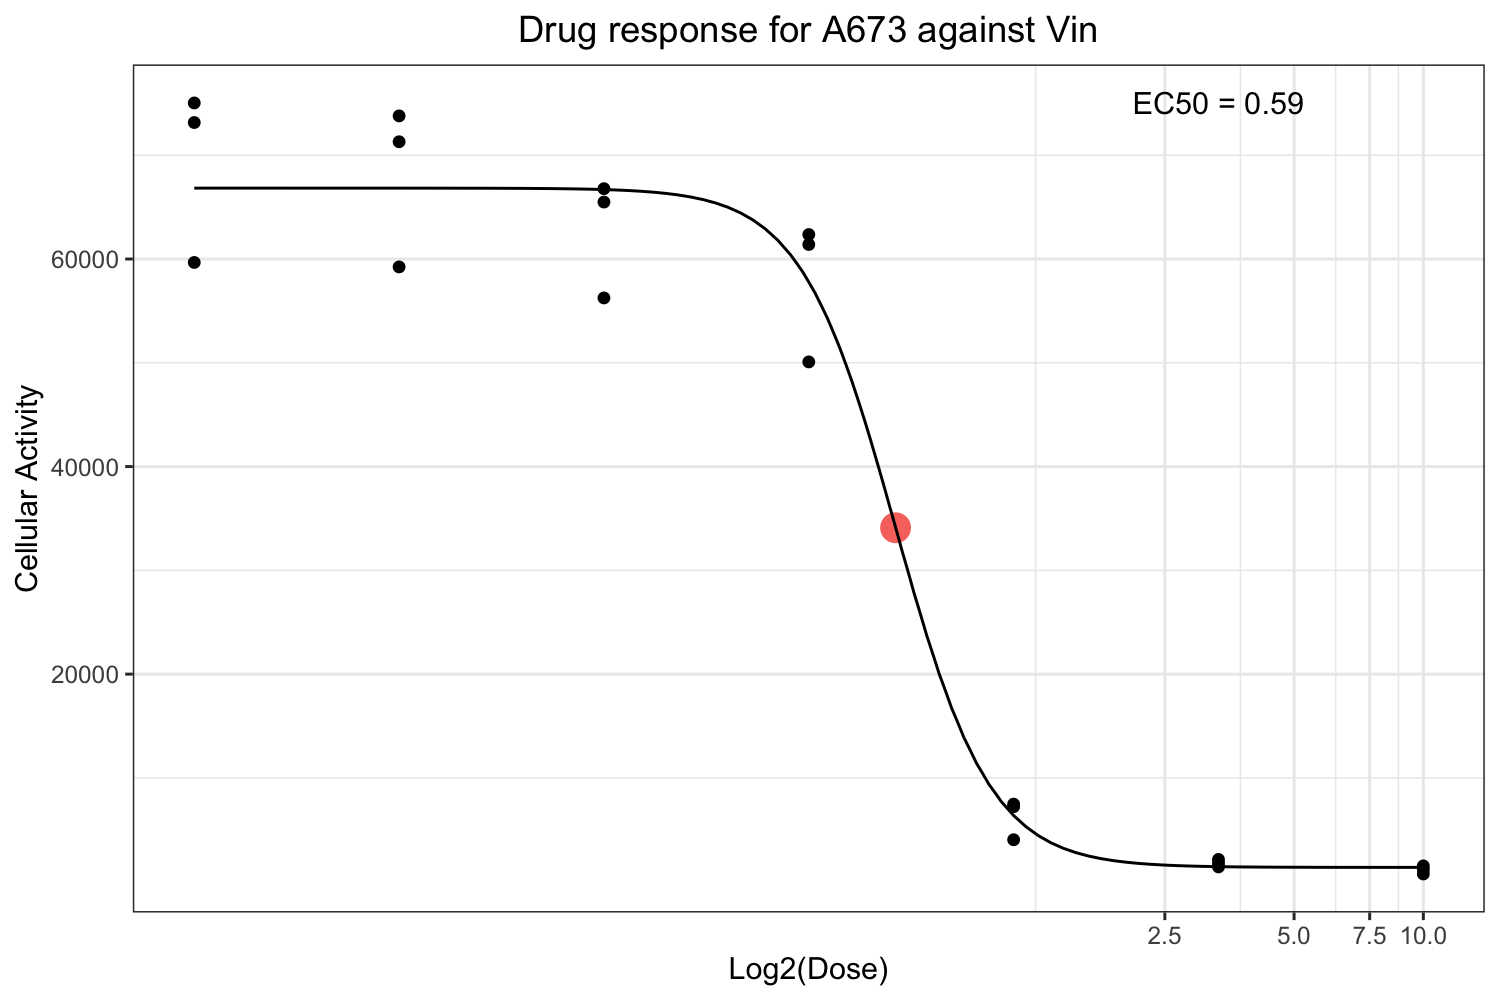 Drug response for A673 against Vin
EC50 = 0.59
Cellular Activity
60000
40000
20000
2.5 5.0 7.5 10.0
Log2(Dose)